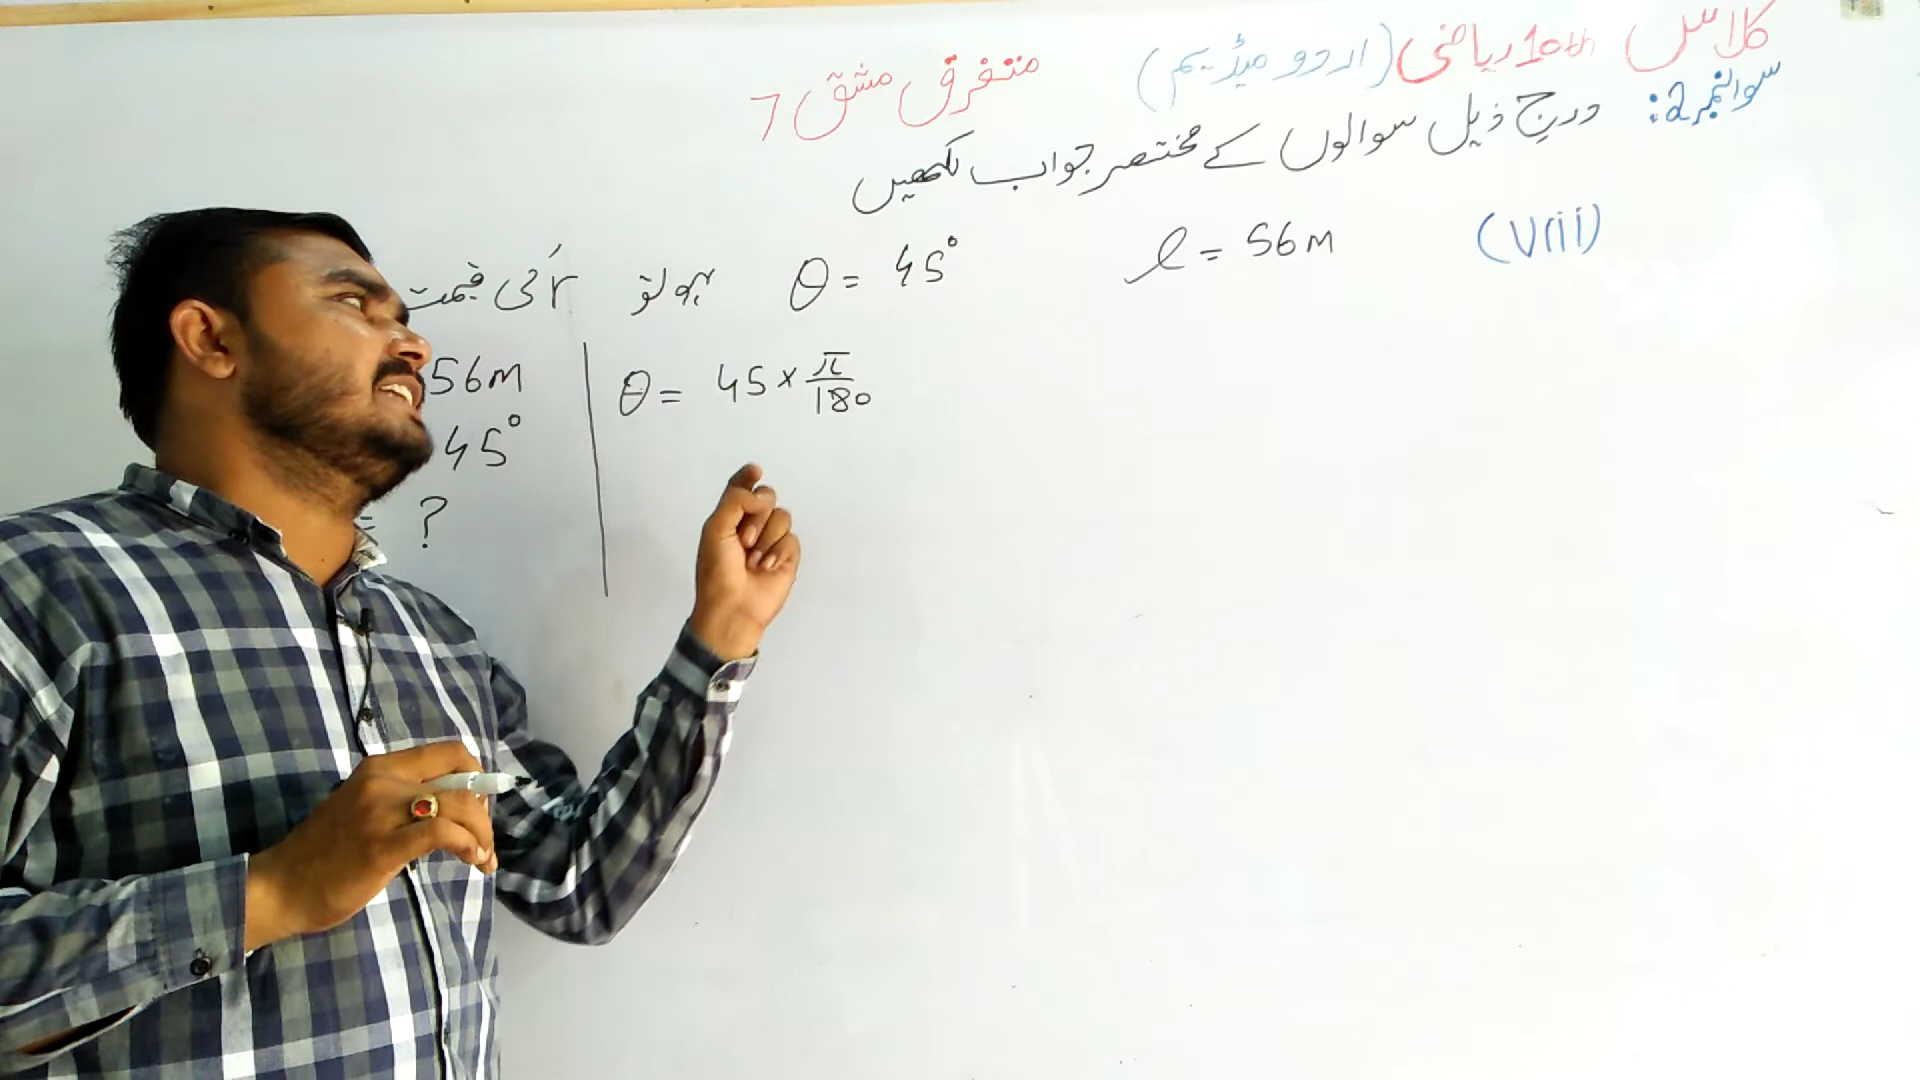 کلاس 10th ریاضی (اردو میڈیم) متفرق مشق 7
سوالنمبر2: درج ذیل سوالوں کے مختصر جواب لکھیں
(Viii) l = 56m θ = 45° ہو تو r کی قیمت
56m
45°
= ?
θ = 45 × π/180